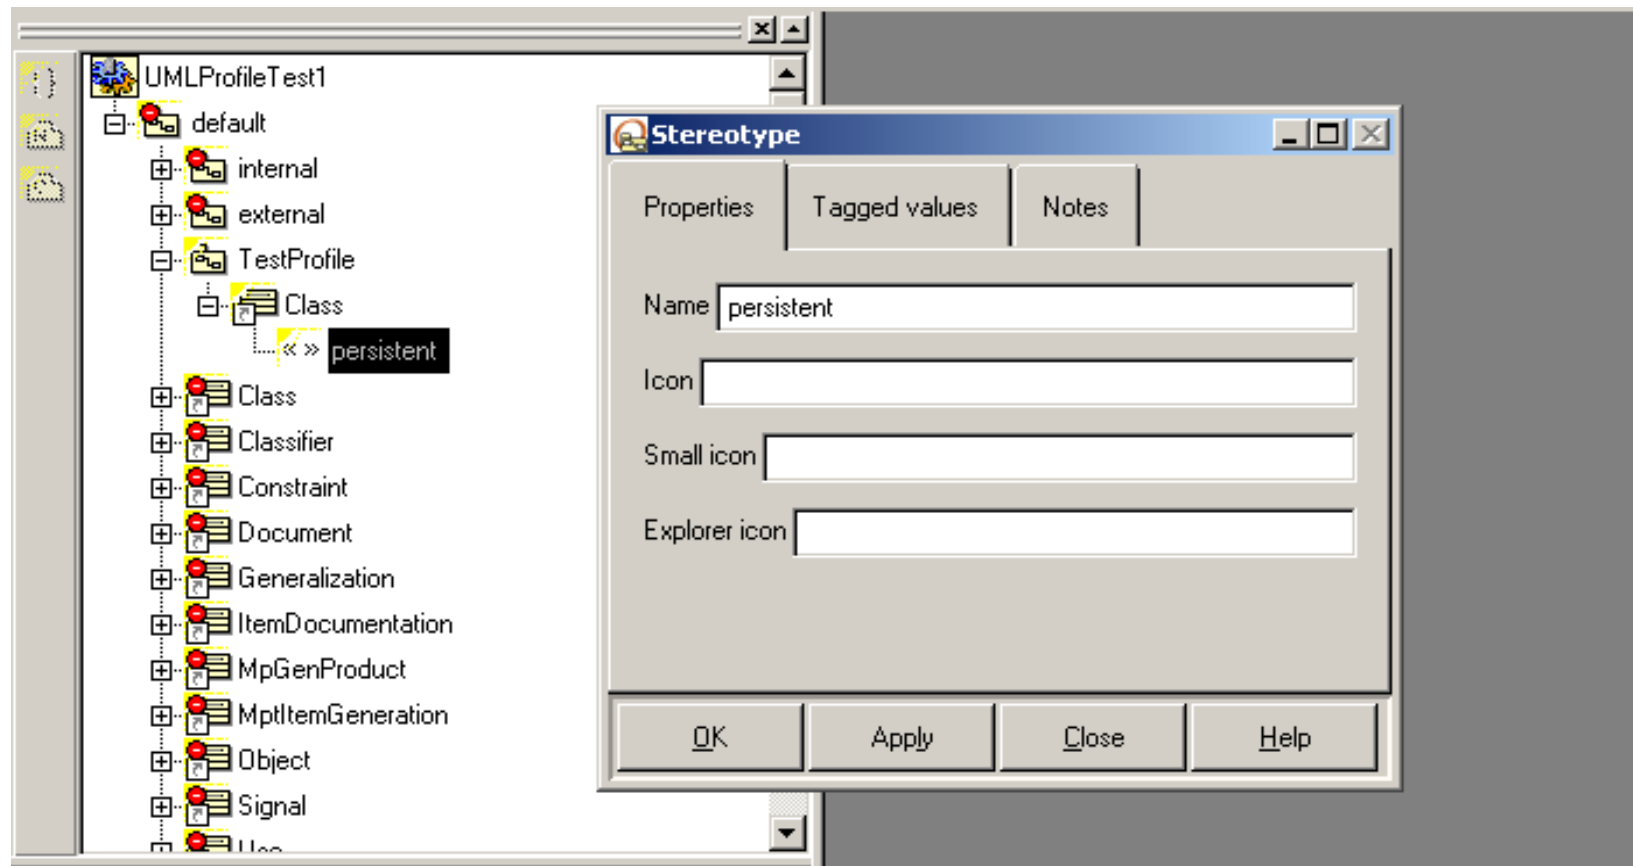 UMLProfileTest1
default
internal
external
TestProfile
Class
« » persistent
Class
Classifier
Constraint
Document
Generalization
ItemDocumentation
MpGenProduct
MptItemGeneration
Object
Signal
Stereotype
Properties Tagged values Notes
Name persistent
Icon
Small icon
Explorer icon
OK Apply Close Help